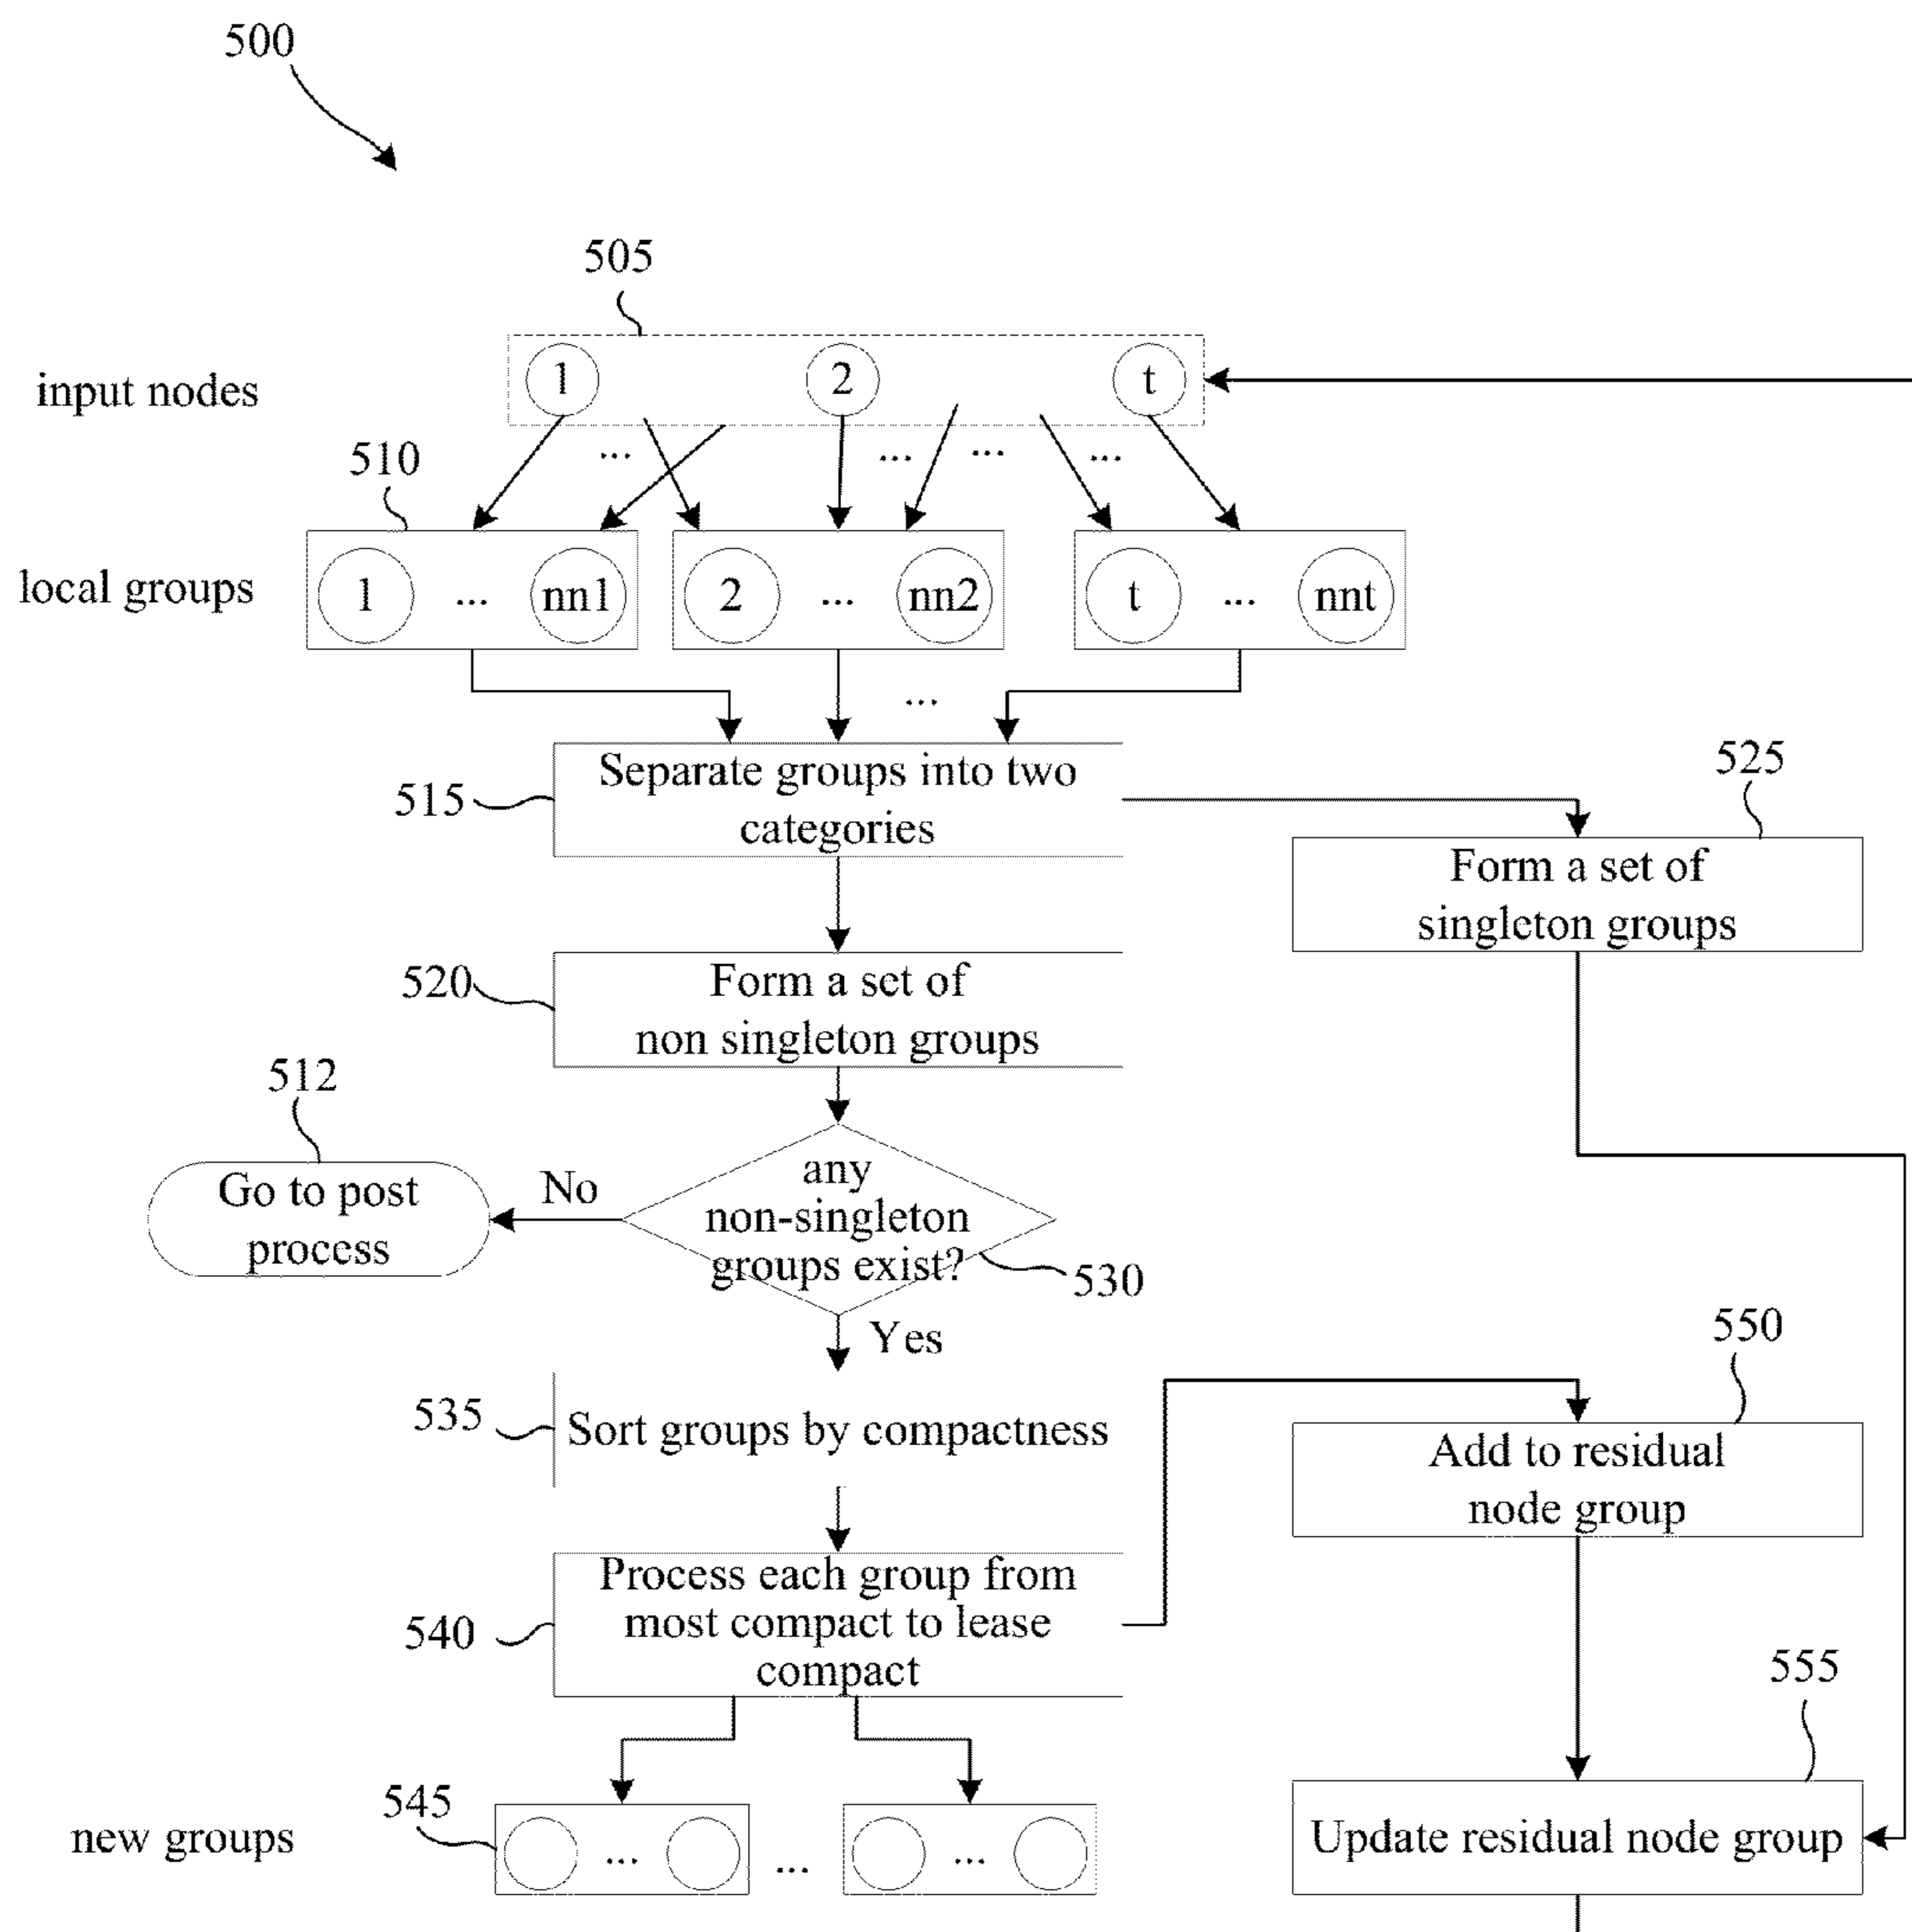 500
505
input nodes
1
2
t
...
...
...
...
510
local groups
1
...
nn1
2
...
nn2
t
...
nnt
...
515
Separate groups into two
categories
525
Form a set of
singleton groups
520
Form a set of
non singleton groups
512
Go to post
process
No
any
non-singleton
groups exist?
530
Yes
535
Sort groups by compactness
550
Add to residual
node group
540
Process each group from
most compact to lease
compact
555
Update residual node group
545
new groups
...
...
...